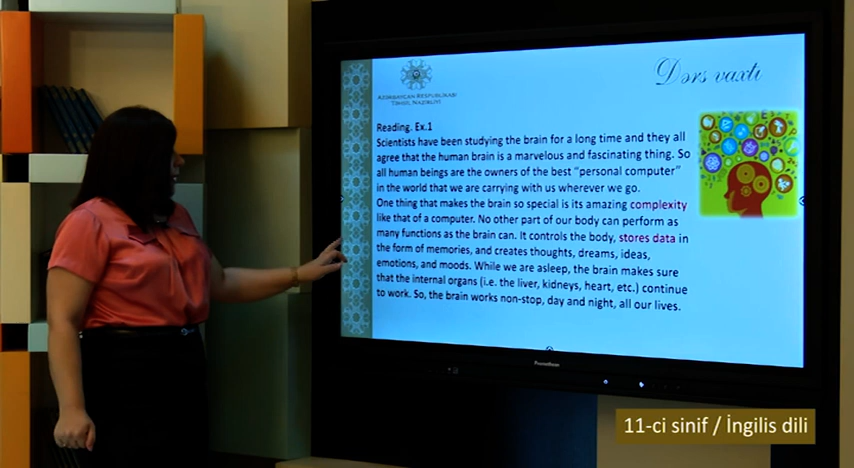 Dərs vaxtı
AZƏRBAYCAN RESPUBLİKASI
TƏHSİL NAZİRLİYİ
Reading. Ex.1
Scientists have been studying the brain for a long time and they all
agree that the human brain is a marvelous and fascinating thing. So
all human beings are the owners of the best "personal computer"
in the world that we are carrying with us wherever we go.
One thing that makes the brain so special is its amazing complexity
like that of a computer. No other part of our body can perform as
many functions as the brain can. It controls the body, stores data in
the form of memories, and creates thoughts, dreams, ideas,
emotions, and moods. While we are asleep, the brain makes sure
that the internal organs (i.e. the liver, kidneys, heart, etc.) continue
to work. So, the brain works non-stop, day and night, all our lives.
Promethean
11-ci sinif / İngilis dili